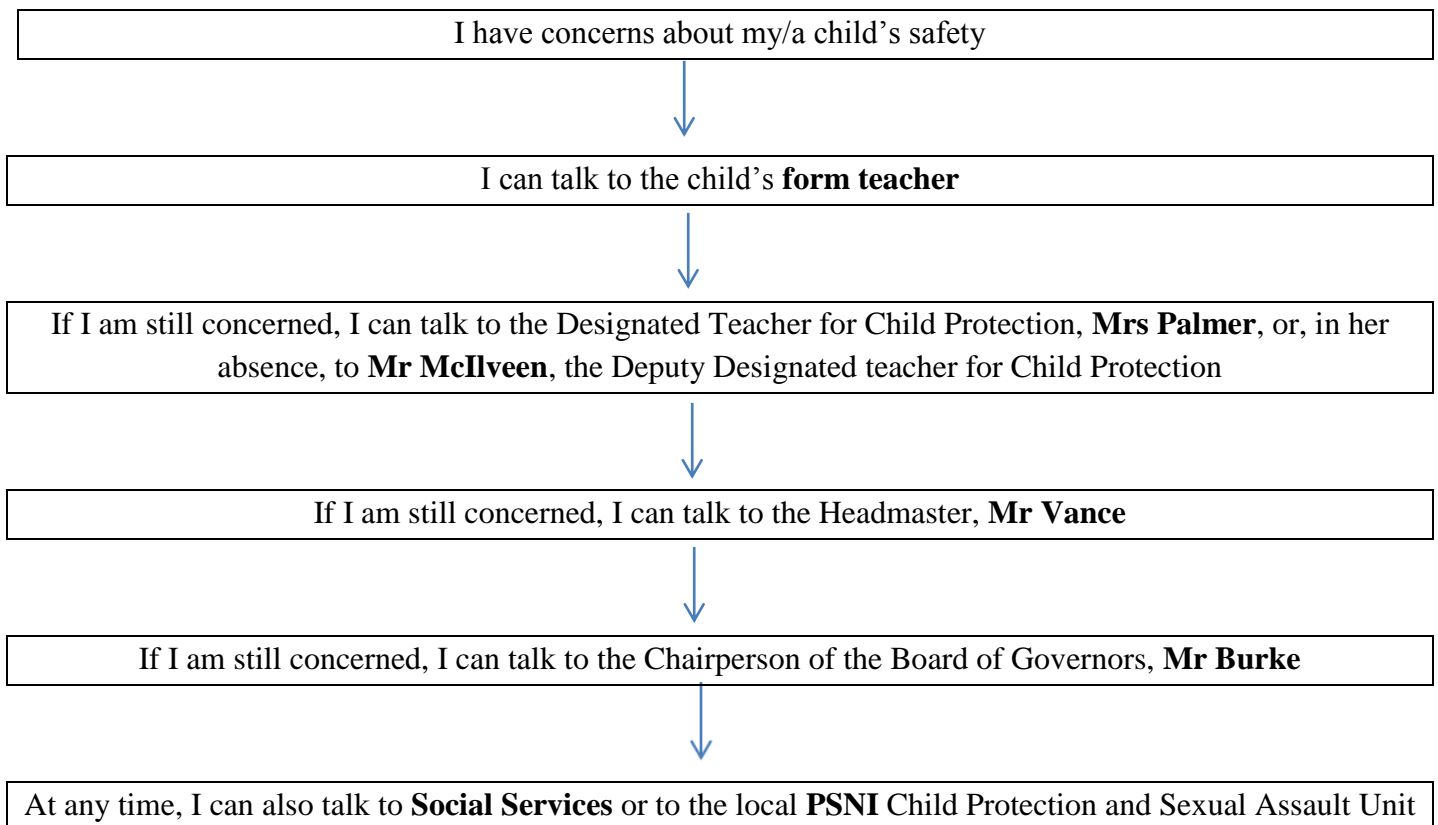 I have concerns about my/a child’s safety
I can talk to the child’s form teacher
If I am still concerned, I can talk to the Designated Teacher for Child Protection, Mrs Palmer, or, in her
absence, to Mr McIlveen, the Deputy Designated teacher for Child Protection
If I am still concerned, I can talk to the Headmaster, Mr Vance
If I am still concerned, I can talk to the Chairperson of the Board of Governors, Mr Burke
At any time, I can also talk to Social Services or to the local PSNI Child Protection and Sexual Assault Unit